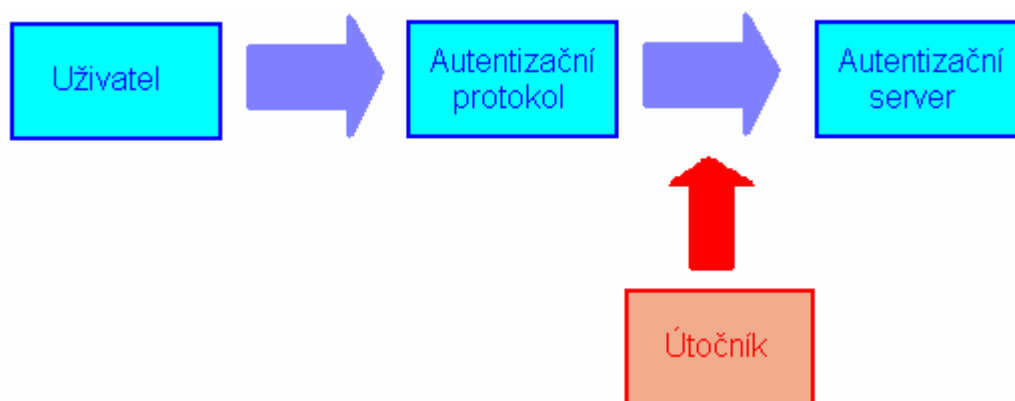 Uživatel
Autentizační
protokol
Autentizační
server
Útočník